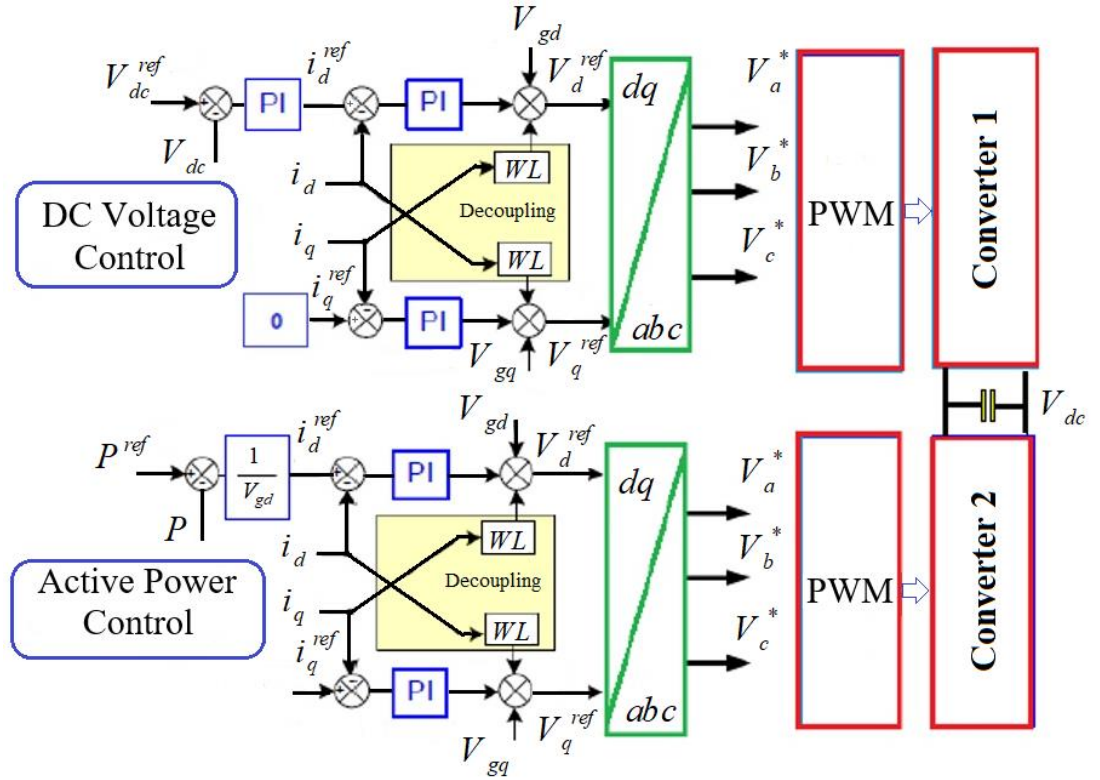 V_gd
V_dc^ref
i_d^ref
V_d^ref
PI
PI
dq
V_a^*
V_dc
WL
V_b^*
i_d
Decoupling
DC Voltage
Control
i_q
WL
V_c^*
i_q^ref
0
PI
abc
V_gq
V_q^ref
PWM
Converter 1
V_dc
V_gd
P^ref
i_d^ref
V_d^ref
1
V_gd
PI
dq
V_a^*
P
WL
V_b^*
i_d
Decoupling
Active Power
Control
i_q
WL
V_c^*
i_q^ref
PI
abc
V_gq
V_q^ref
PWM
Converter 2